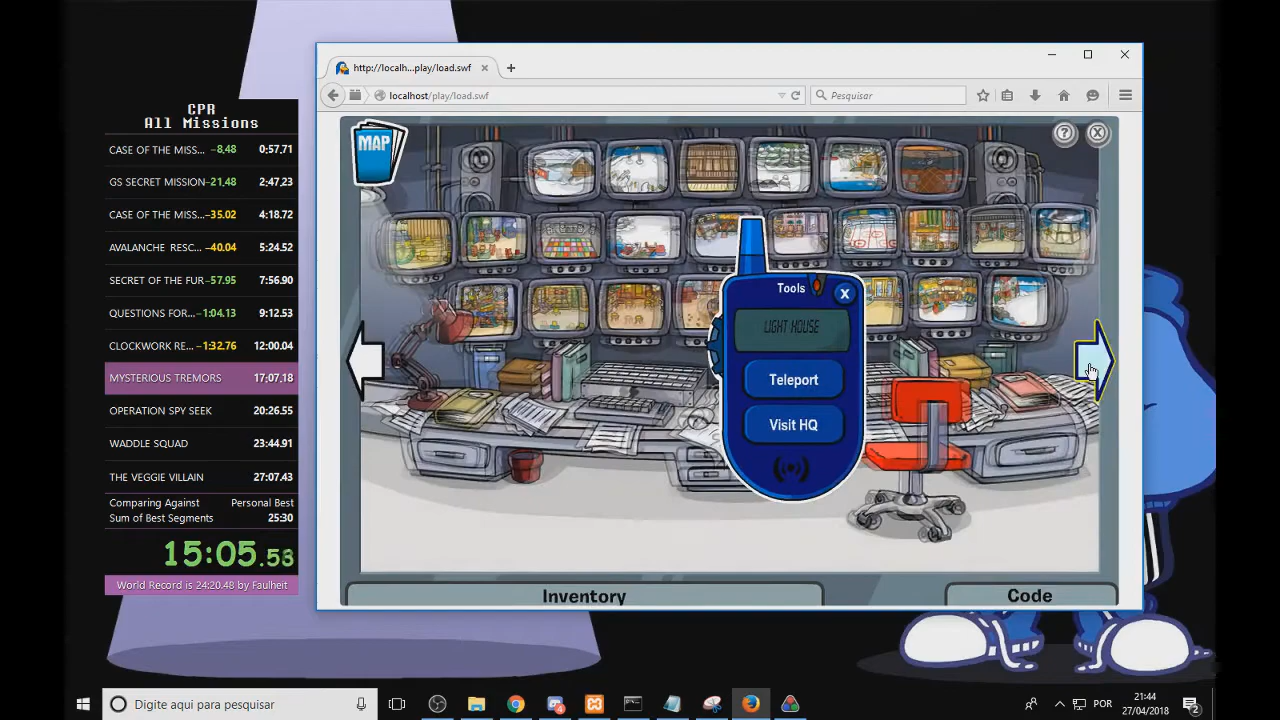 CPR
All Missions
CASE OF THE MISS... -8,48 0:57,71
GS SECRET MISSION -21,48 2:47,23
CASE OF THE MISS... -35.02 4:18.72
AVALANCHE RESC... -40.04 5:24.52
SECRET OF THE FUR -57.95 7:56.90
QUESTIONS FOR... -1:04.13 9:12.53
CLOCKWORK RE... -1:32.76 12:00.04
MYSTERIOUS TREMORS 17:07,18
OPERATION SPY SEEK 20:26.55
WADDLE SQUAD 23:44.91
THE VEGGIE VILLAIN 27:07.43
Comparing Against Personal Best
Sum of Best Segments 25:30
15:05.58
World Record is 24:20.48 by Faulheit
http://localh...play/load.swf
localhost/play/load.swf
Pesquisar
MAP
?
X
Tools
X
LIGHT HOUSE
Teleport
Visit HQ
Inventory
Code
Digite aqui para pesquisar
POR
21:44
27/04/2018
2